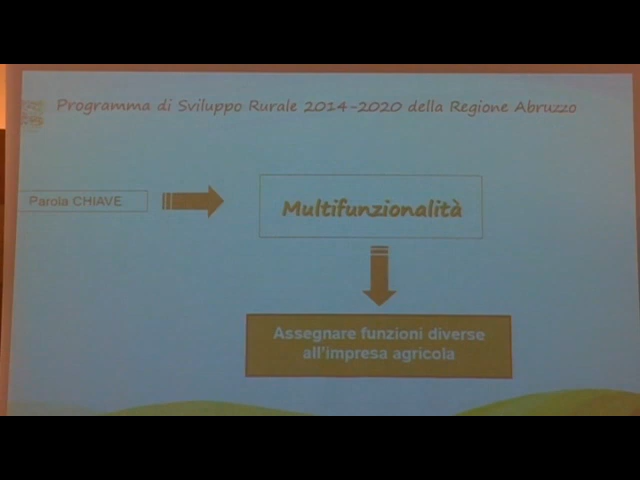 Programma di Sviluppo Rurale 2014-2020 della Regione Abruzzo
Parola CHIAVE
Multifunzionalità
Assegnare funzioni diverse
all'impresa agricola